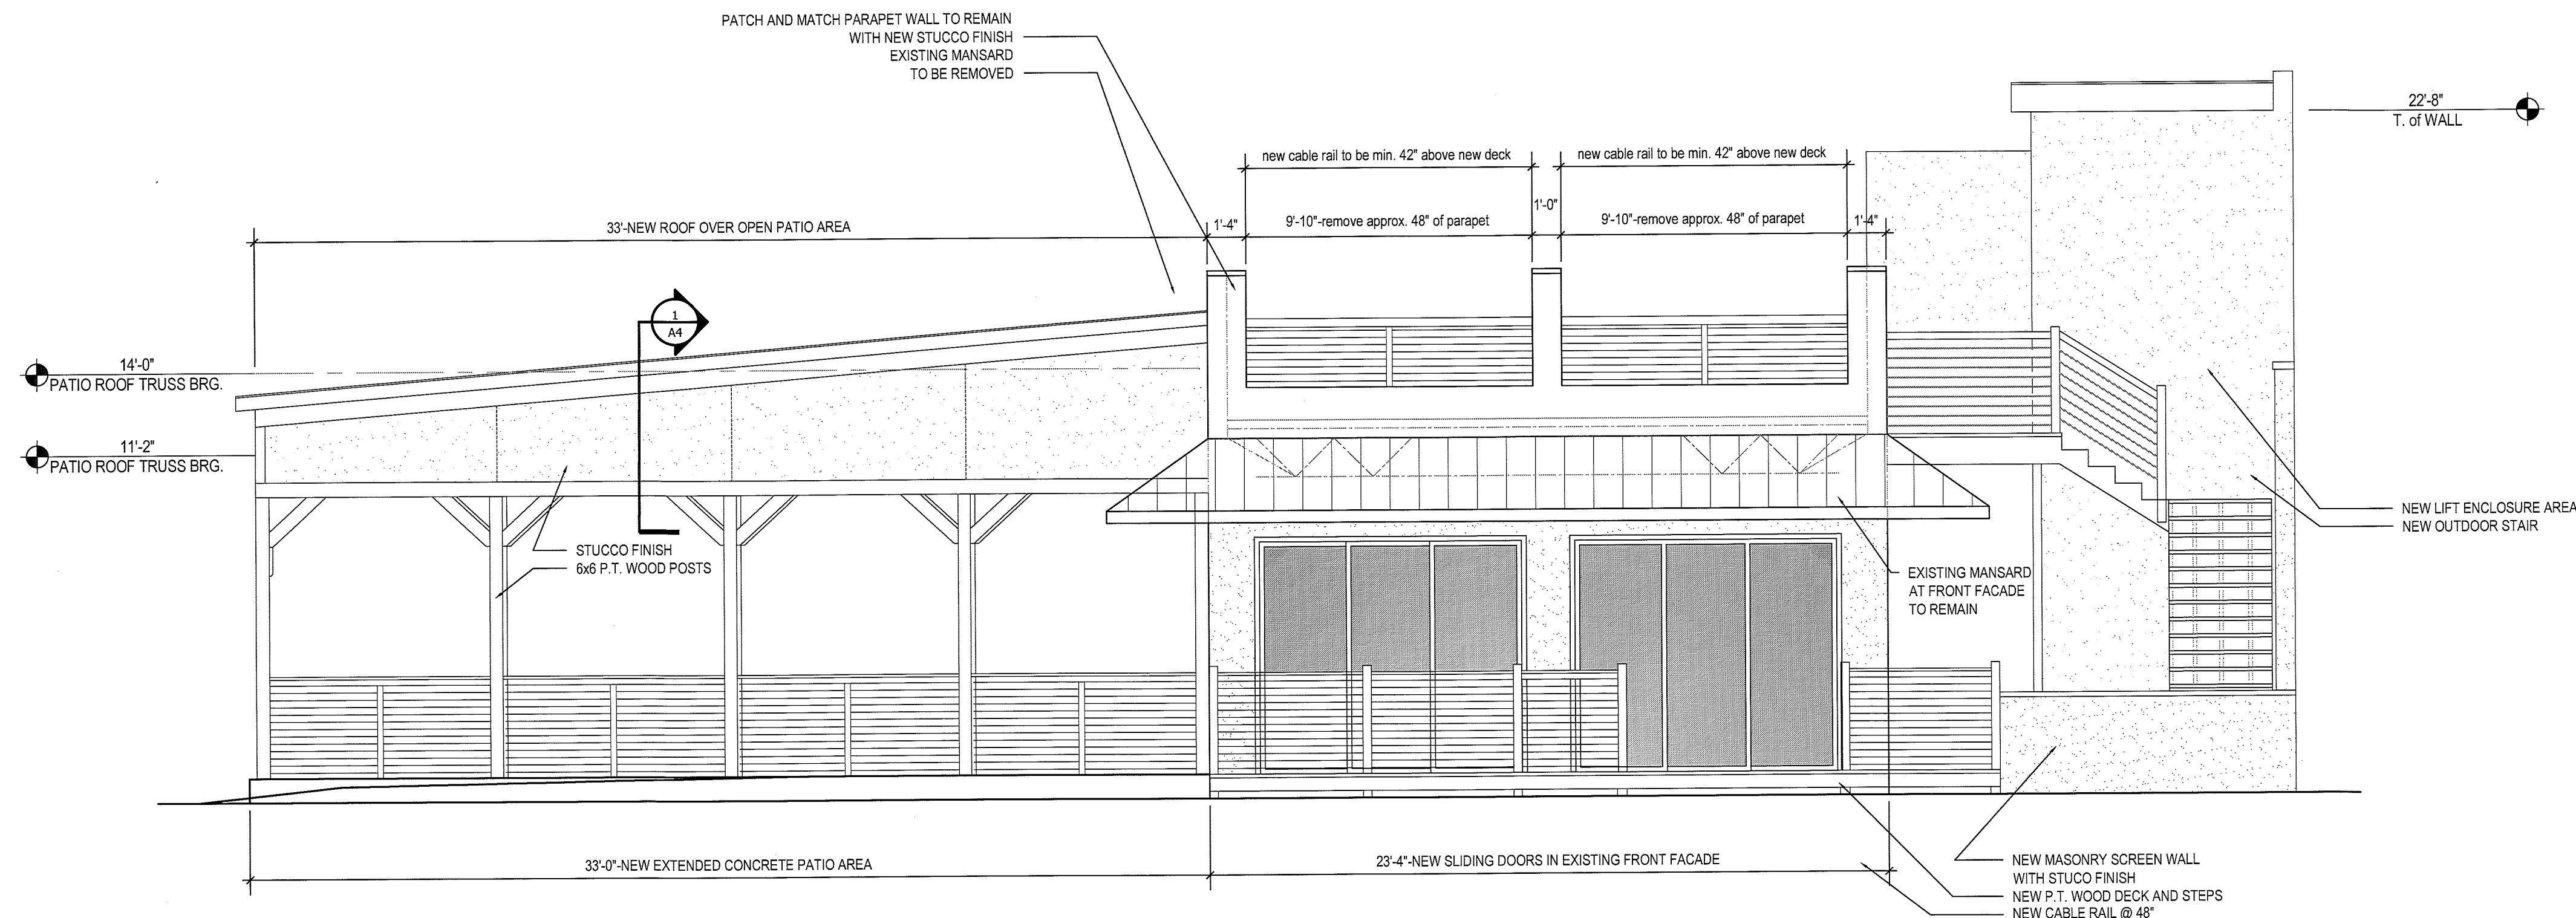 PATCH AND MATCH PARAPET WALL TO REMAIN
WITH NEW STUCCO FINISH
EXISTING MANSARD
TO BE REMOVED
22'-8"
T. of WALL
new cable rail to be min. 42" above new deck
new cable rail to be min. 42" above new deck
33'-NEW ROOF OVER OPEN PATIO AREA
1'-4"
9'-10"-remove approx. 48" of parapet
1'-0"
9'-10"-remove approx. 48" of parapet
1'-4"
1
A4
14'-0"
PATIO ROOF TRUSS BRG.
11'-2"
PATIO ROOF TRUSS BRG.
NEW LIFT ENCLOSURE AREA
NEW OUTDOOR STAIR
STUCCO FINISH
6x6 P.T. WOOD POSTS
EXISTING MANSARD
AT FRONT FACADE
TO REMAIN
33'-0"-NEW EXTENDED CONCRETE PATIO AREA
23'-4"-NEW SLIDING DOORS IN EXISTING FRONT FACADE
NEW MASONRY SCREEN WALL
WITH STUCO FINISH
NEW P.T. WOOD DECK AND STEPS
NEW CABLE RAIL @ 48"